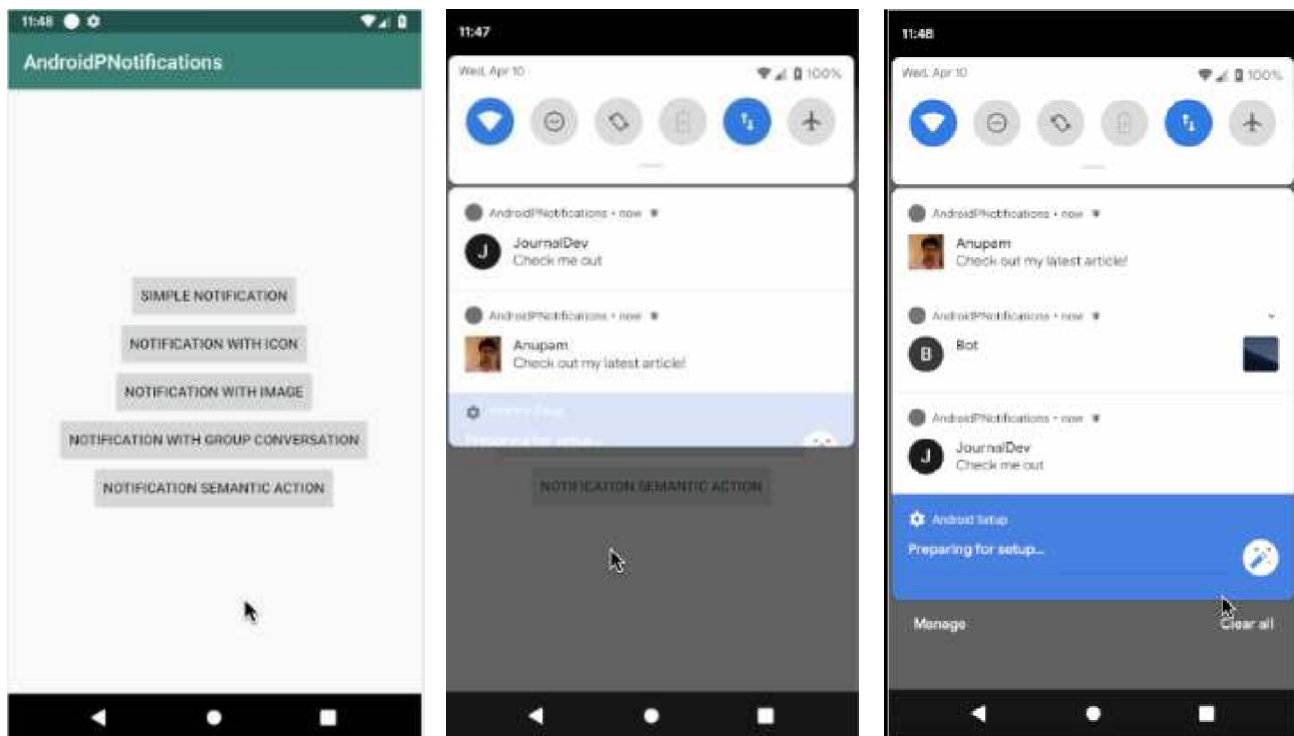 11:48
AndroidPNotifications
SIMPLE NOTIFICATION
NOTIFICATION WITH ICON
NOTIFICATION WITH IMAGE
NOTIFICATION WITH GROUP CONVERSATION
NOTIFICATION SEMANTIC ACTION
11:47
Wed, Apr 10
100%
AndroidPNotifications • now
J
JournalDev
Check me out
AndroidPNotifications • now
Anupam
Check out my latest article!
Preparing for setup...
NOTIFICATION SEMANTIC ACTION
11:48
Wed, Apr 10
100%
AndroidPNotifications • now
Anupam
Check out my latest article!
AndroidPNotifications • now
B
Bot
AndroidPNotifications • now
J
JournalDev
Check me out
Android Setup
Preparing for setup...
Manage
Clear all